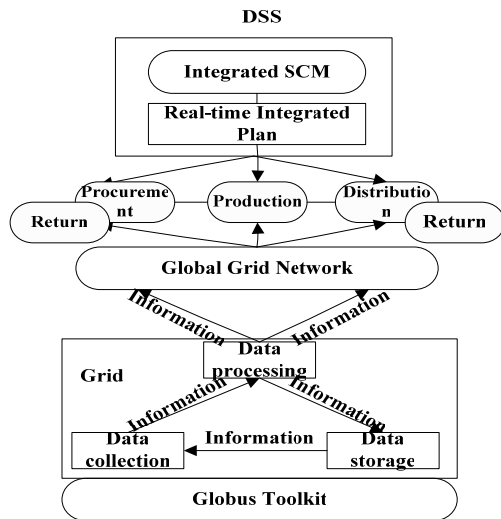 DSS
Integrated SCM
Real-time Integrated
Plan
Procureme
nt
Production
Distributio
n
Return
Return
Global Grid Network
Information
Information
Data
processing
Grid
Information
Information
Data
collection
Information
Data
storage
Globus Toolkit